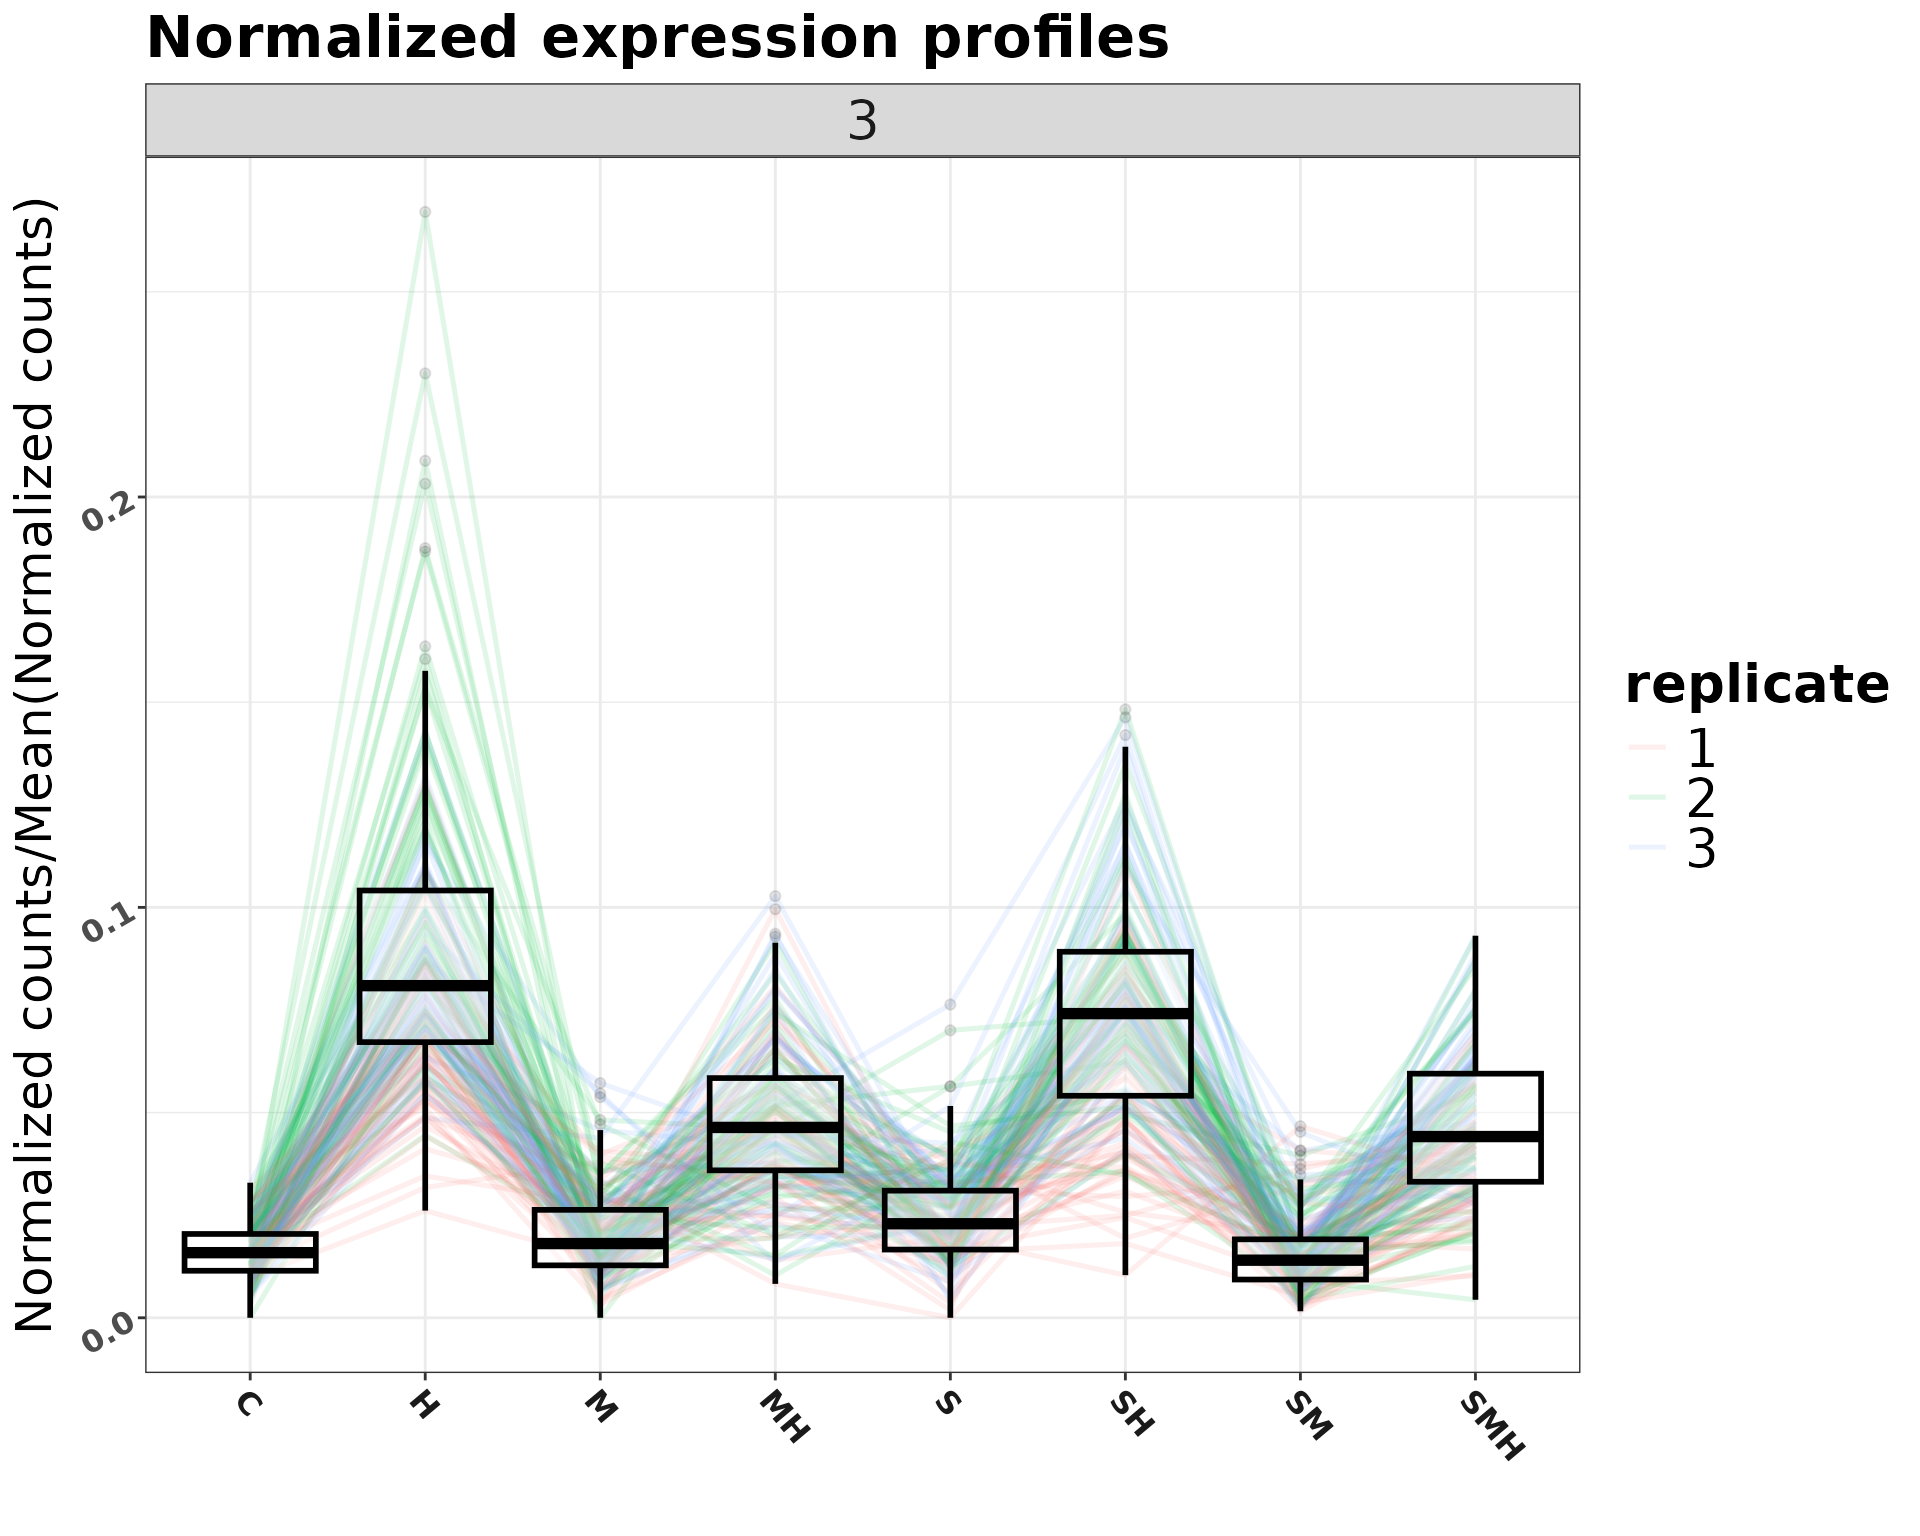 Normalized expression profiles
3
Normalized counts/Mean(Normalized counts)
0.2
0.1
0.0
C
H
M
MH
S
SH
SM
SMH
replicate
1
2
3